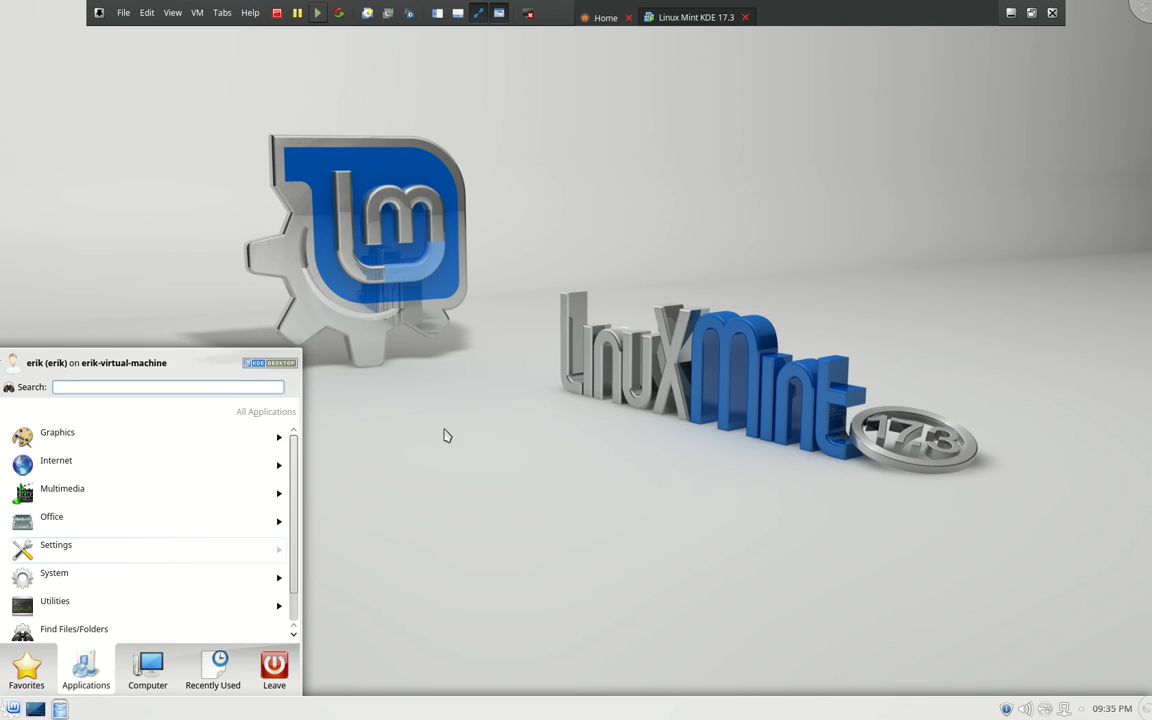 File Edit View VM Tabs Help
Home
Linux Mint KDE 17.3
lm
LinuxMint
17.3
erik (erik) on erik-virtual-machine
KDE DESKTOP
Search:
All Applications
Graphics
Internet
Multimedia
Office
Settings
System
Utilities
Find Files/Folders
Favorites Applications Computer Recently Used Leave
09:35 PM